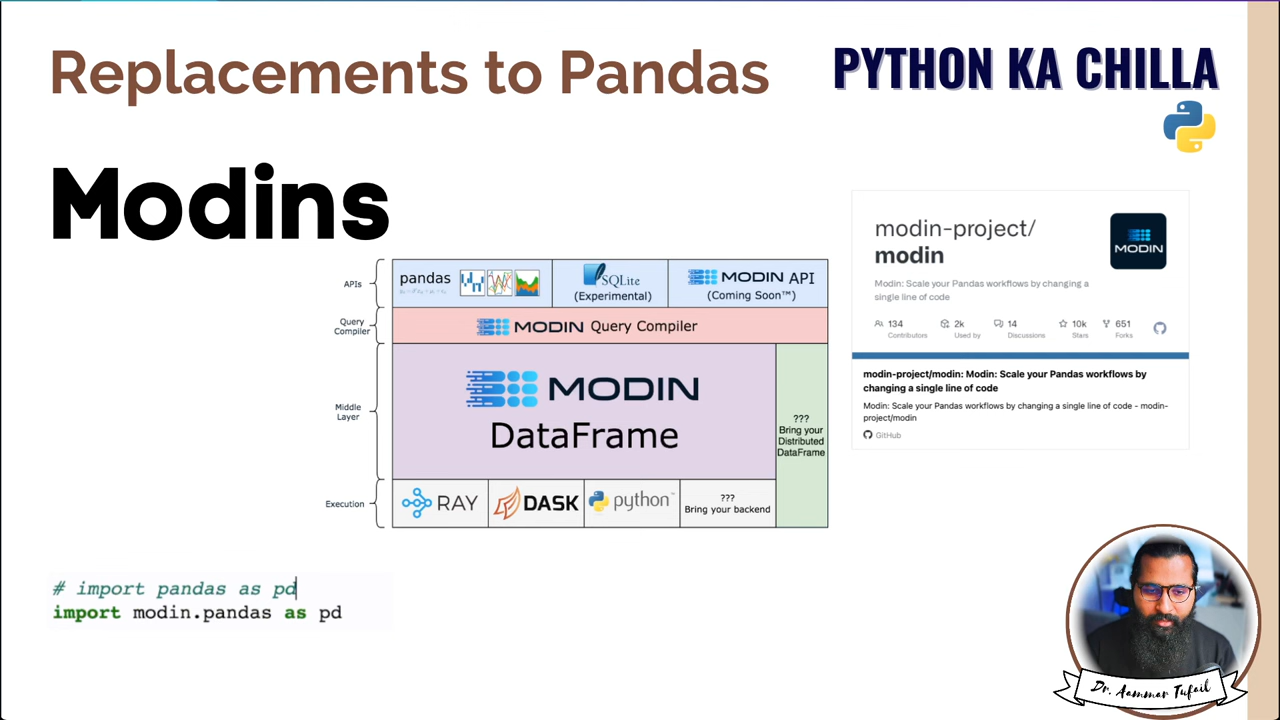 Replacements to Pandas
PYTHON KA CHILLA
Modins
APIs
pandas
SQLite
(Experimental)
MODIN API
(Coming Soon™)
Query
Compiler
MODIN Query Compiler
Middle
Layer
MODIN
DataFrame
???
Bring your
Distributed
DataFrame
Execution
RAY
DASK
python™
???
Bring your backend
modin-project/
modin
MODIN
Modin: Scale your Pandas workflows by changing a
single line of code
134
Contributors
2k
Used by
14
Discussions
10k
Stars
651
Forks
modin-project/modin: Modin: Scale your Pandas workflows by
changing a single line of code
Modin: Scale your Pandas workflows by changing a single line of code - modin-
project/modin
GitHub
# import pandas as pd
import modin.pandas as pd
Dr. Aammar Tufail